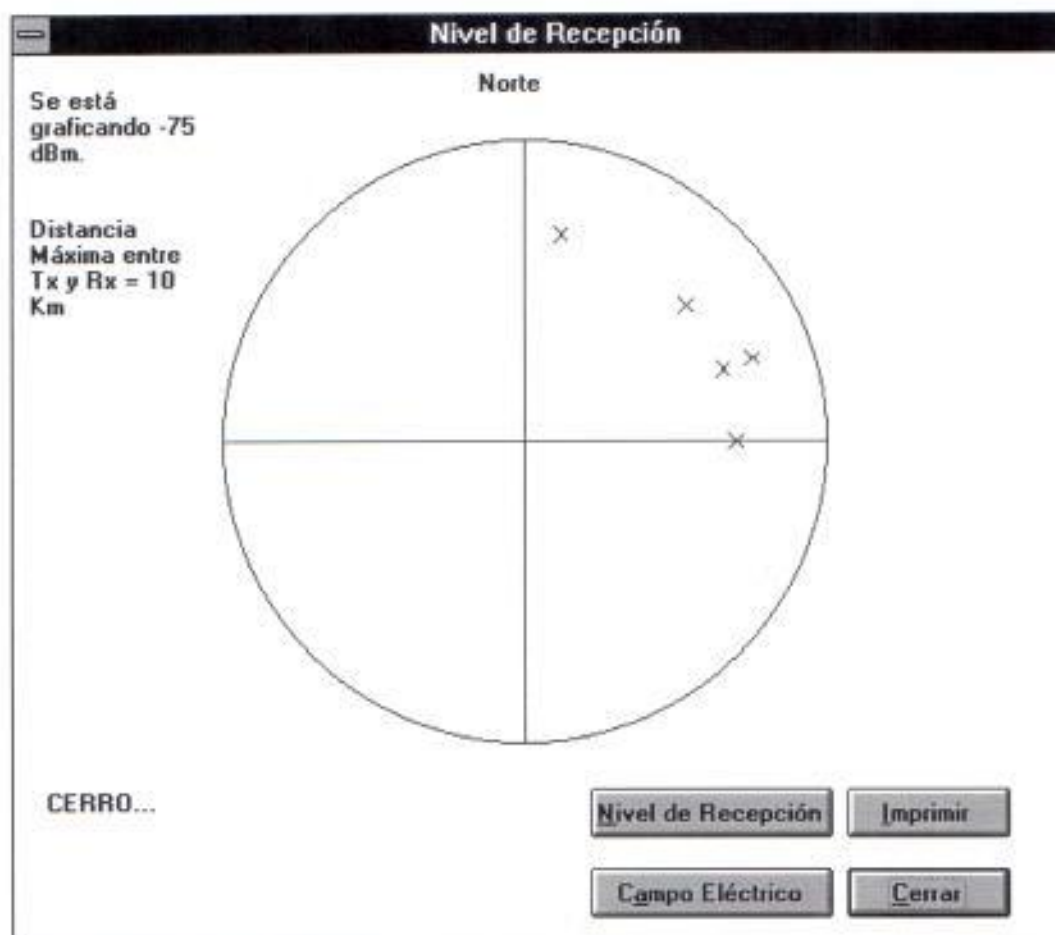 Nivel de Recepción
Norte
Se está
graficando -75
dBm.
Distancia
Máxima entre
Tx y Rx = 10
Km
CERRO...
Nivel de Recepción
Imprimir
Campo Eléctrico
Cerrar